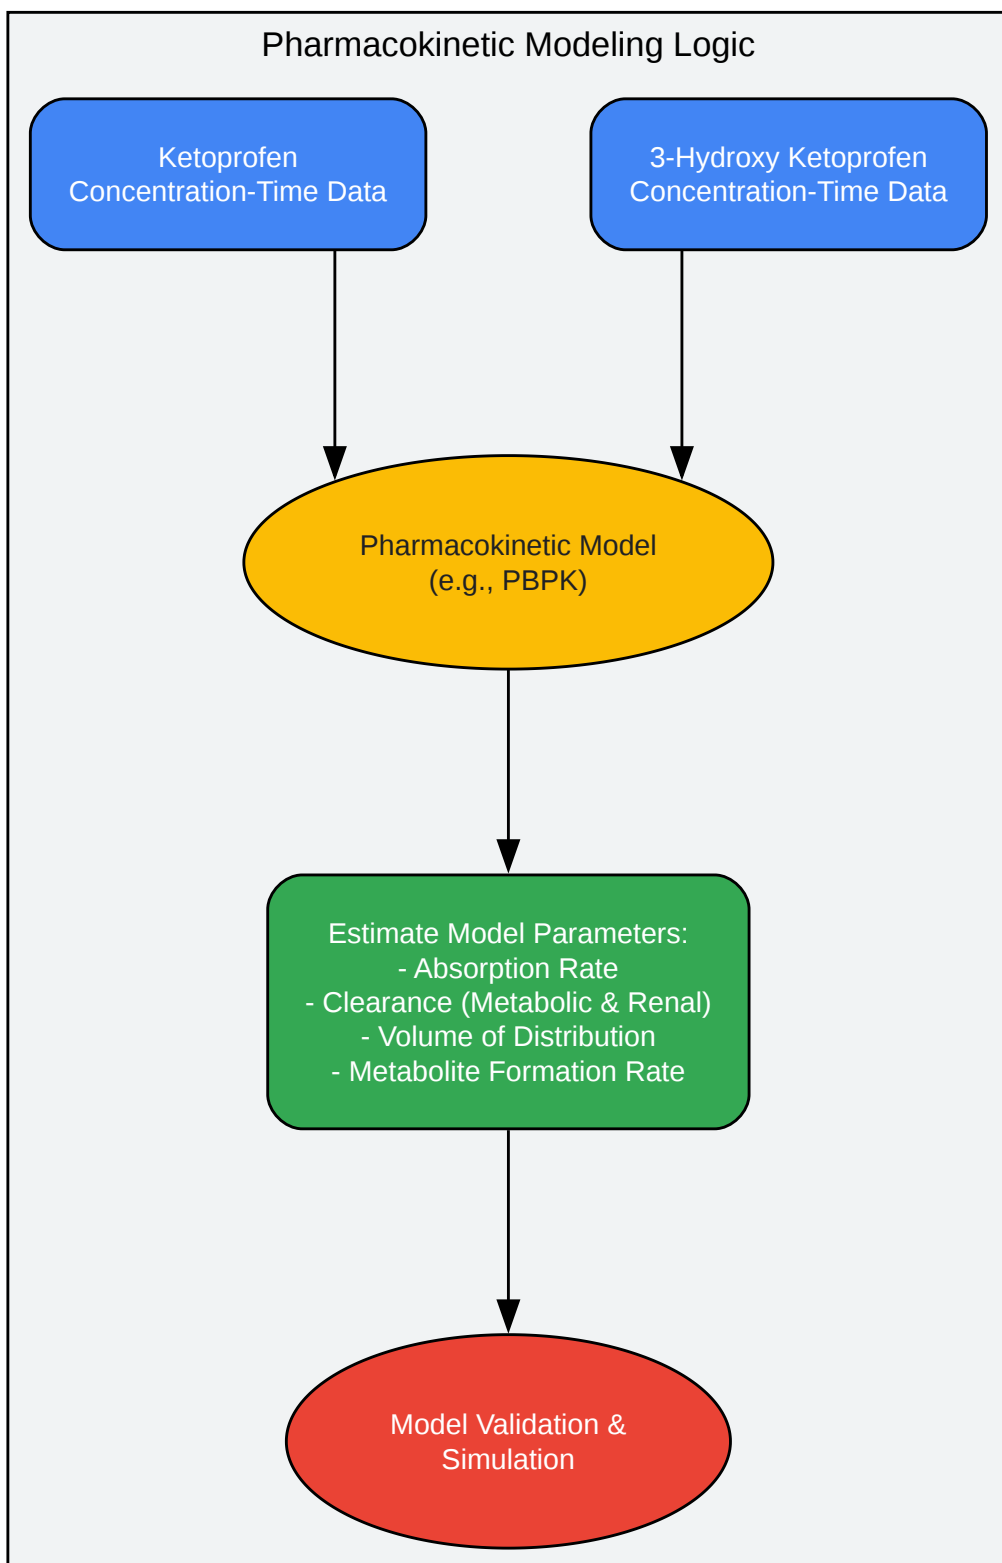 Pharmacokinetic Modeling Logic
Ketoprofen
Concentration-Time Data
3-Hydroxy Ketoprofen
Concentration-Time Data
Pharmacokinetic Model
(e.g., PBPK)
Estimate Model Parameters:
- Absorption Rate
- Clearance (Metabolic & Renal)
- Volume of Distribution
- Metabolite Formation Rate
Model Validation &
Simulation